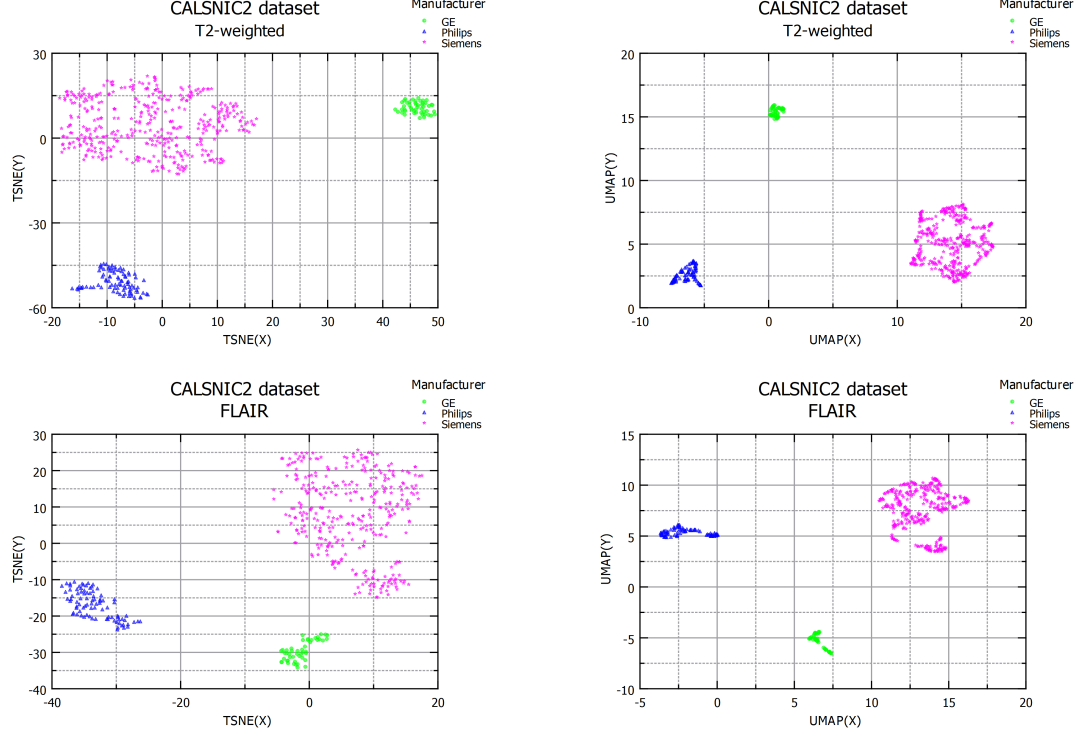 CALSNIC2 dataset
T2-weighted
Manufacturer
GE
Philips
Siemens
30
0
-30
-60
TSNE(Y)
-20 -10 0 10 20 30 40 50
TSNE(X)
CALSNIC2 dataset
T2-weighted
Manufacturer
GE
Philips
Siemens
20
15
10
5
0
UMAP(Y)
-10 0 10 20
UMAP(X)
CALSNIC2 dataset
FLAIR
Manufacturer
GE
Philips
Siemens
30
20
10
0
-10
-20
-30
-40
TSNE(Y)
-40 -20 0 20
TSNE(X)
CALSNIC2 dataset
FLAIR
Manufacturer
GE
Philips
Siemens
15
10
5
0
-5
-10
UMAP(Y)
-5 0 5 10 15 20
UMAP(X)